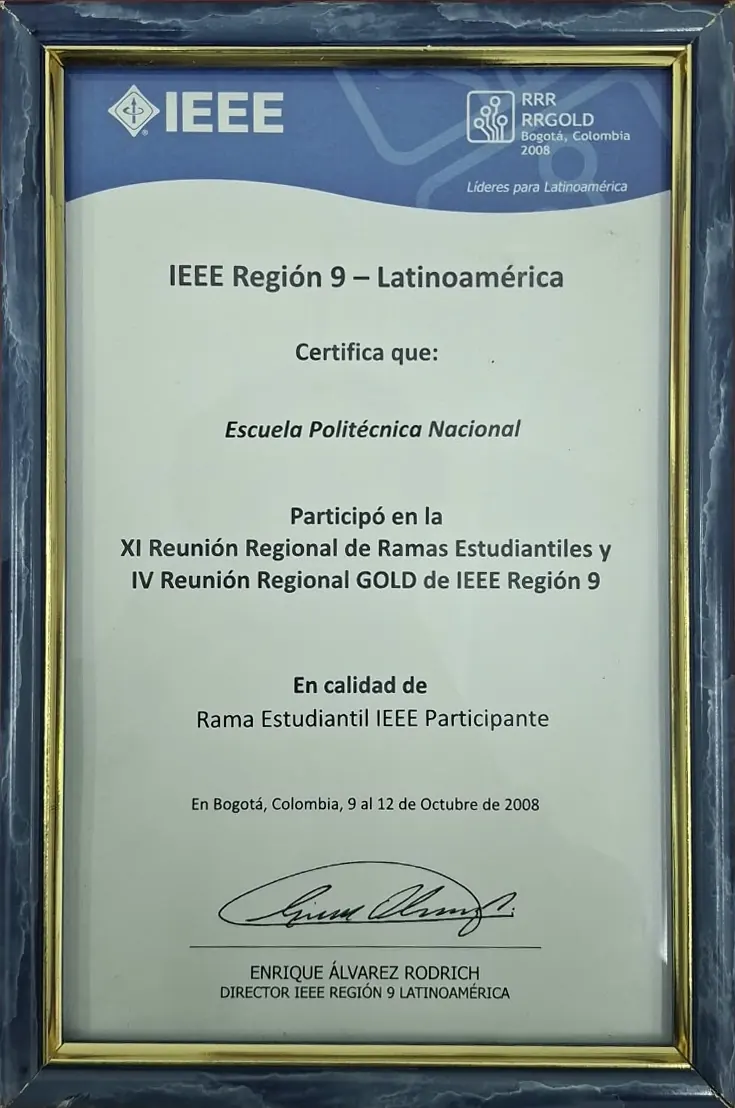 IEEE
RRR
RRGOLD
Bogotá, Colombia
2008
Líderes para Latinoamérica
IEEE Región 9 – Latinoamérica
Certifica que:
Escuela Politécnica Nacional
Participó en la
XI Reunión Regional de Ramas Estudiantiles y
IV Reunión Regional GOLD de IEEE Región 9
En calidad de
Rama Estudiantil IEEE Participante
En Bogotá, Colombia, 9 al 12 de Octubre de 2008
ENRIQUE ÁLVAREZ RODRICH
DIRECTOR IEEE REGIÓN 9 LATINOAMÉRICA